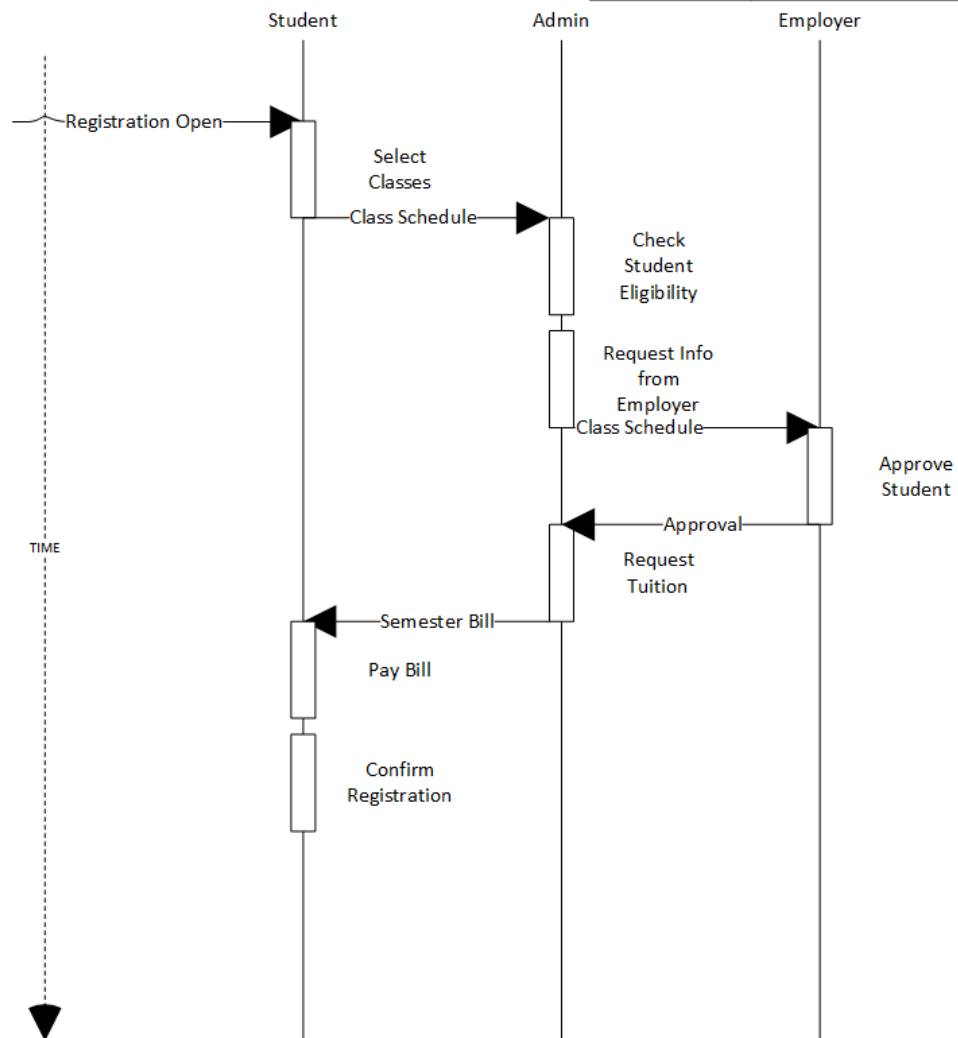 Student
Admin
Employer
Registration Open
Select
Classes
Class Schedule
Check
Student
Eligibility
Request Info
from
Employer
Class Schedule
Approve
Student
Approval
TIME
Request
Tuition
Semester Bill
Pay Bill
Confirm
Registration